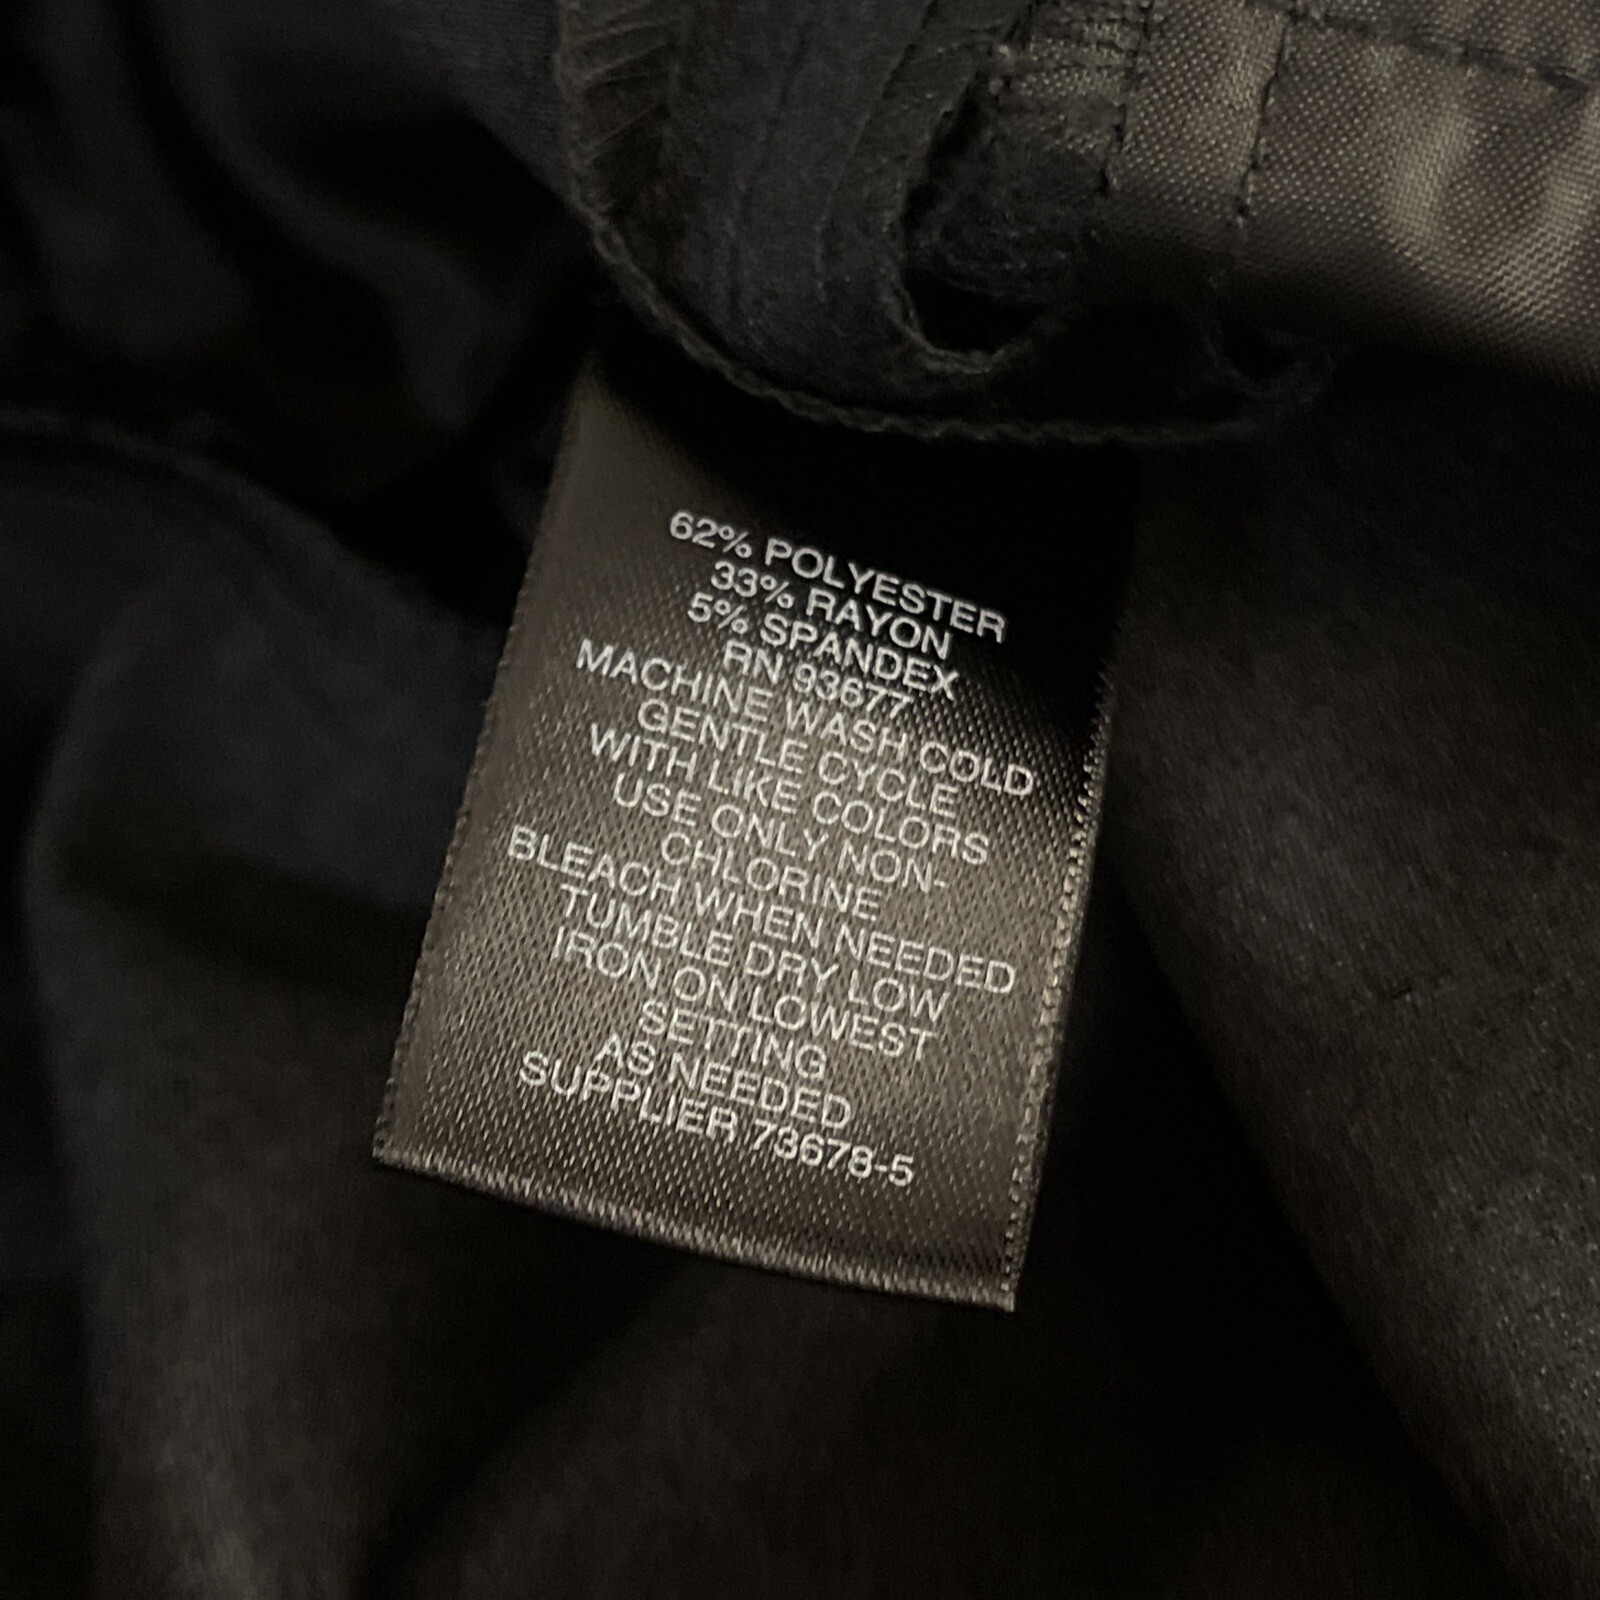 62% POLYESTER
33% RAYON
5% SPANDEX
RN 93677
MACHINE WASH COLD
GENTLE CYCLE
WITH LIKE COLORS
USE ONLY NON-
CHLORINE
BLEACH WHEN NEEDED
TUMBLE DRY LOW
IRON ON LOWEST
SETTING
AS NEEDED
SUPPLIER 73678-5